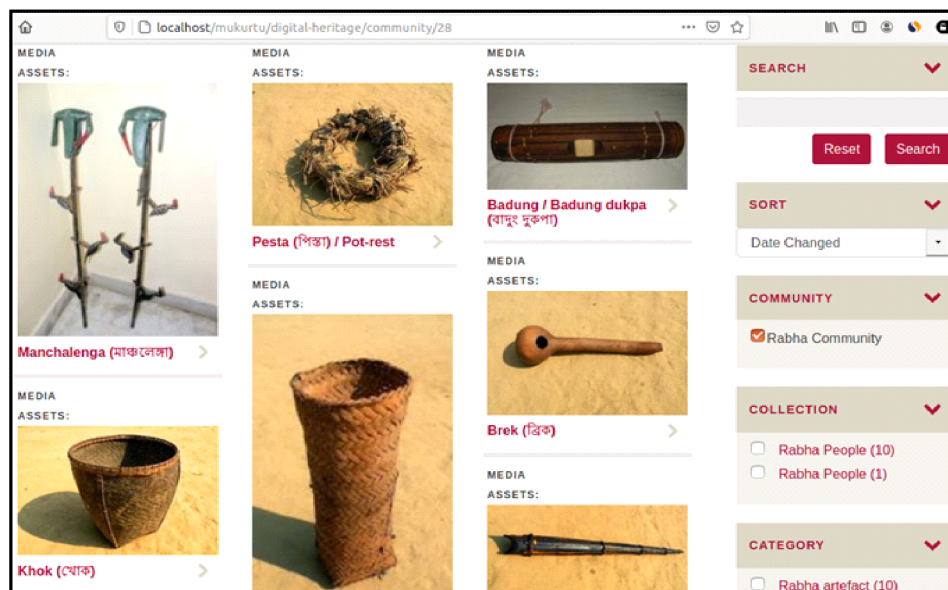 localhost/mukurtu/digital-heritage/community/28
MEDIA
ASSETS:
Manchalenga (মাঞ্চলেঙ্গা)
MEDIA
ASSETS:
Khok (খোক)
MEDIA
ASSETS:
Pesta (পিস্তা) / Pot-rest
MEDIA
ASSETS:
MEDIA
ASSETS:
Badung / Badung dukpa
(বাদুং দুকপা)
MEDIA
ASSETS:
Brek (ব্রিক)
MEDIA
ASSETS:
SEARCH
Reset
Search
SORT
Date Changed
COMMUNITY
Rabha Community
COLLECTION
Rabha People (10)
Rabha People (1)
CATEGORY
Rabha artefact (10)